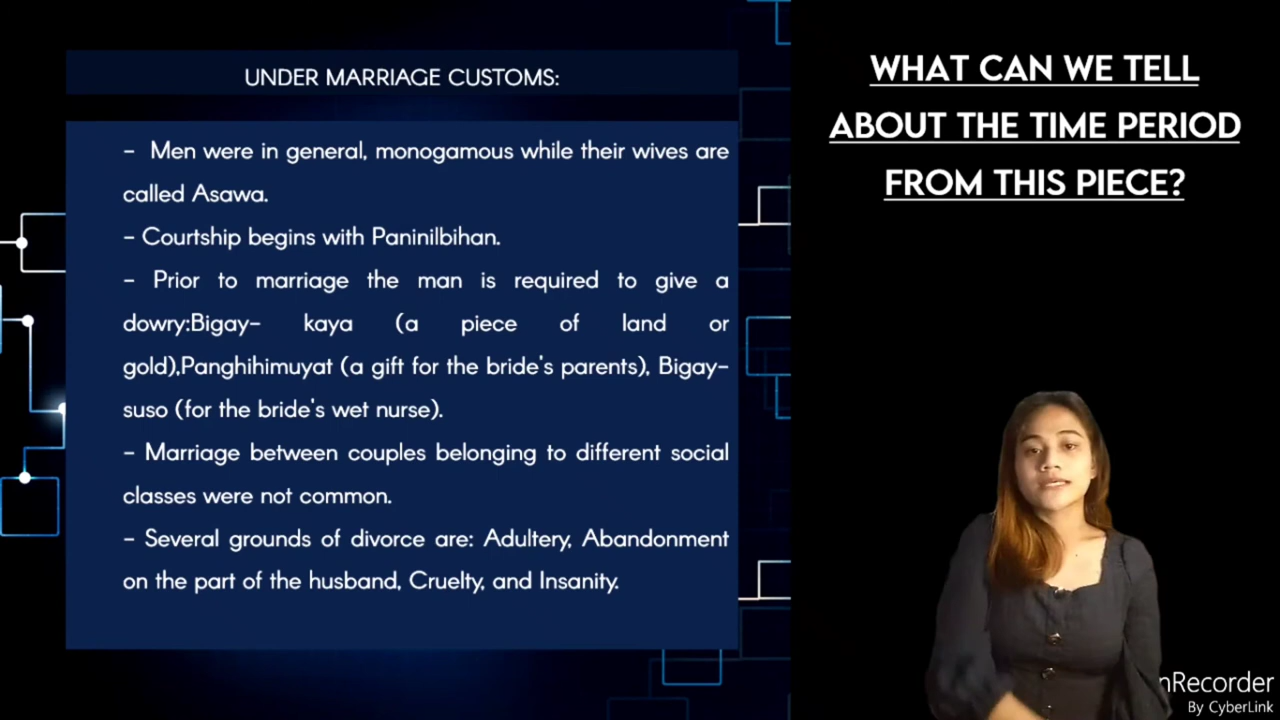 UNDER MARRIAGE CUSTOMS:
- Men were in general, monogamous while their wives are
called Asawa.
- Courtship begins with Paninilbihan.
- Prior to marriage the man is required to give a
dowry:Bigay- kaya (a piece of land or
gold),Panghihimuyat (a gift for the bride's parents), Bigay-
suso (for the bride's wet nurse).
- Marriage between couples belonging to different social
classes were not common.
- Several grounds of divorce are: Adultery, Abandonment
on the part of the husband, Cruelty, and Insanity.
WHAT CAN WE TELL
ABOUT THE TIME PERIOD
FROM THIS PIECE?
nRecorder
By CyberLink